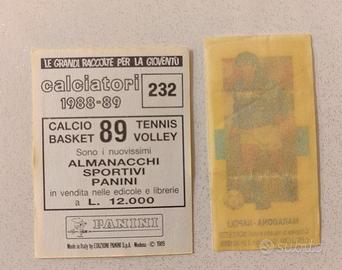 LE GRANDI RACCOLTE PER LA GIOVENTÙ
calciatori
1988-89
232
CALCIO 89 TENNIS
BASKET VOLLEY
Sono i nuovissimi
ALMANACCHI
SPORTIVI
PANINI
in vendita nelle edicole e librerie
a L. 12.000
PANINI
Made in Italy by EDIZIONI PANINI S.p.A. - Modena - © 1989
MARADONA - NAPOLI
subito.it